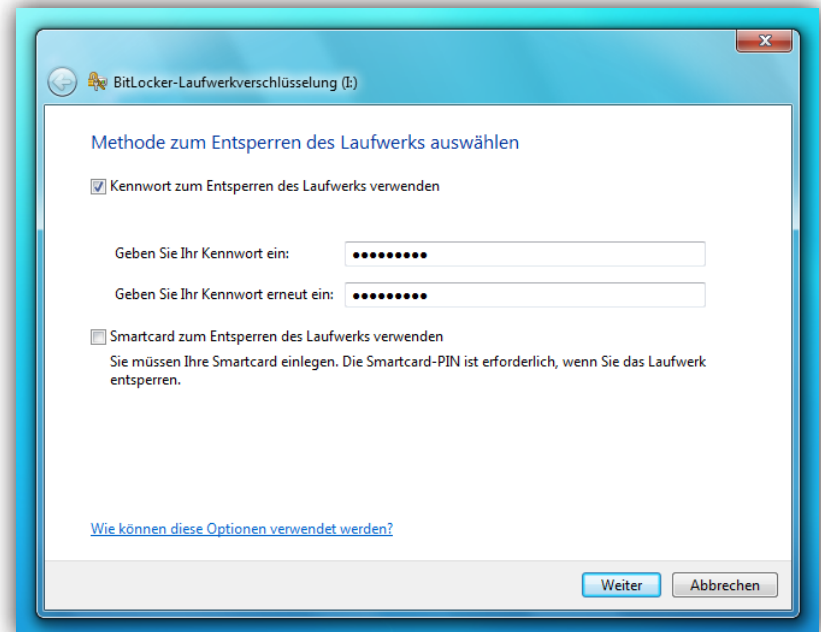 BitLocker-Laufwerkverschlüsselung (I:)
Methode zum Entsperren des Laufwerks auswählen
Kennwort zum Entsperren des Laufwerks verwenden
Geben Sie Ihr Kennwort ein: ●●●●●●●●●
Geben Sie Ihr Kennwort erneut ein: ●●●●●●●●●
Smartcard zum Entsperren des Laufwerks verwenden
Sie müssen Ihre Smartcard einlegen. Die Smartcard-PIN ist erforderlich, wenn Sie das Laufwerk
entsperren.
Wie können diese Optionen verwendet werden?
Weiter Abbrechen